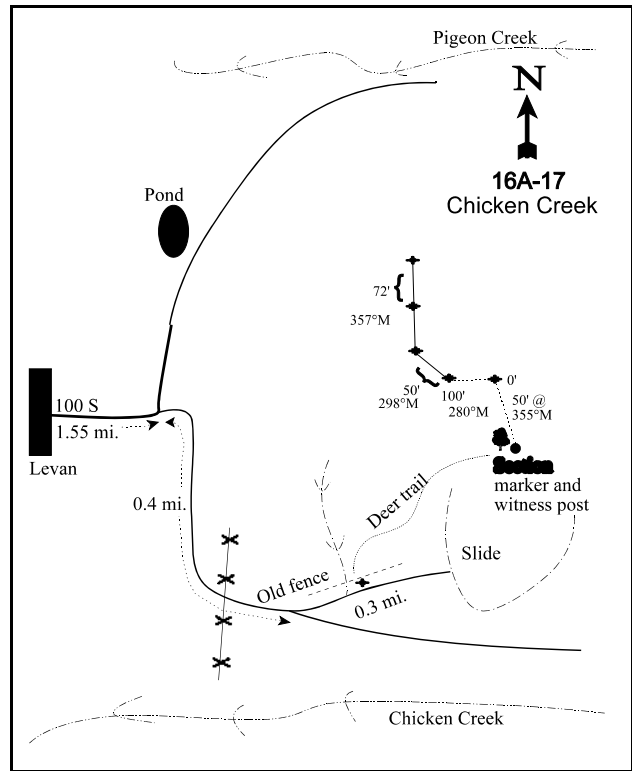 Pigeon Creek
N
16A-17
Chicken Creek
Pond
72'
357°M
50'
298°M
100'
280°M
0'
50' @
355°M
100 S
1.55 mi.
Levan
Section
marker and
witness post
0.4 mi.
Deer trail
Slide
Old fence
0.3 mi.
Chicken Creek